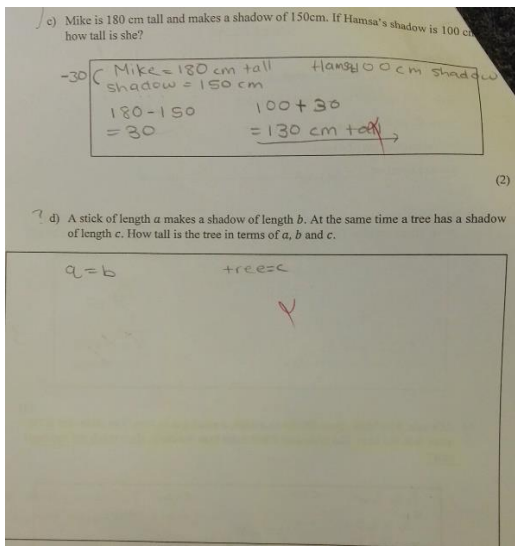 c) Mike is 180 cm tall and makes a shadow of 150cm. If Hamsa's shadow is 100 cm
how tall is she?
-30 Mike = 180 cm tall Hamsa 100cm shadow
shadow = 150 cm
180-150 100+30
=30 =130 cm tall
(2)
? d) A stick of length a makes a shadow of length b. At the same time a tree has a shadow
of length c. How tall is the tree in terms of a, b and c.
a=b tree=c